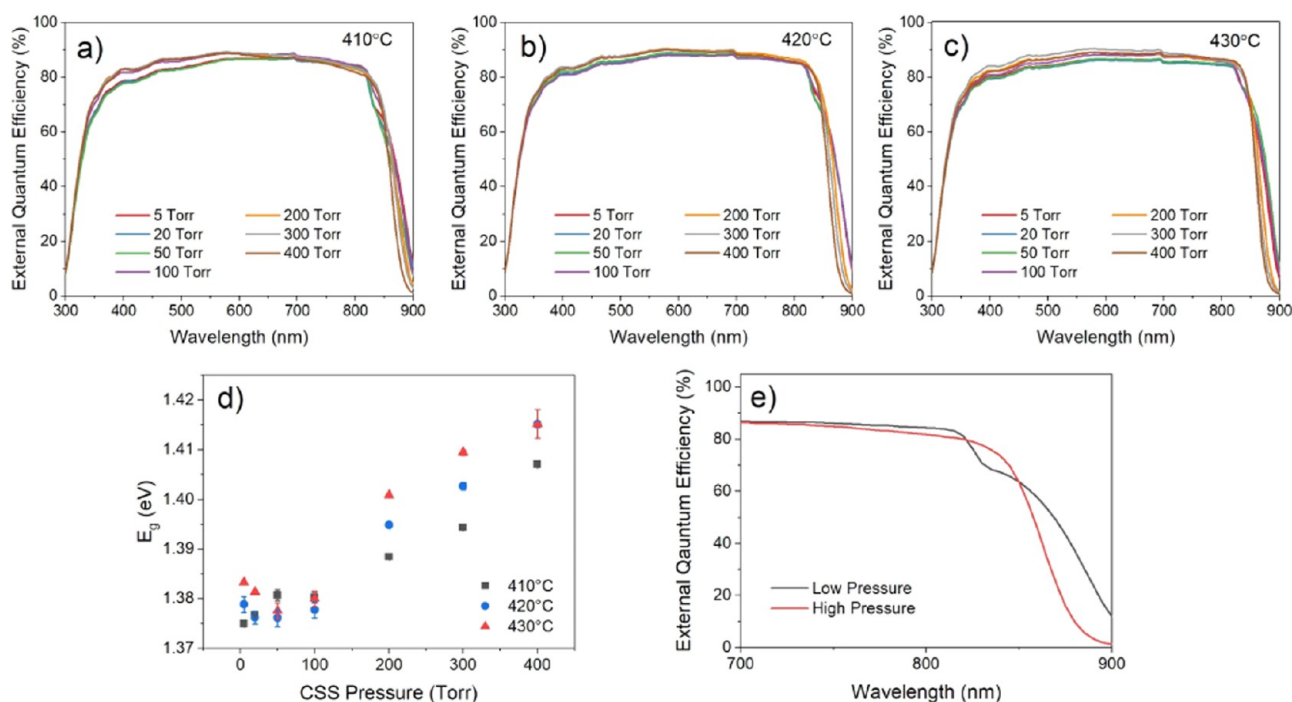 a)
410°C
External Quantum Efficiency (%)
100
80
60
40
20
0
5 Torr
200 Torr
20 Torr
300 Torr
50 Torr
400 Torr
100 Torr
300 400 500 600 700 800 900
Wavelength (nm)
b)
420°C
External Quantum Efficiency (%)
100
80
60
40
20
0
5 Torr
200 Torr
20 Torr
300 Torr
50 Torr
400 Torr
100 Torr
300 400 500 600 700 800 900
Wavelength (nm)
c)
430°C
External Quantum Efficiency (%)
100
80
60
40
20
0
5 Torr
200 Torr
20 Torr
300 Torr
50 Torr
400 Torr
100 Torr
300 400 500 600 700 800 900
Wavelength (nm)
d)
Eg (eV)
1.42
1.41
1.40
1.39
1.38
1.37
410°C
420°C
430°C
0 100 200 300 400
CSS Pressure (Torr)
e)
External Qauntum Efficiency (%)
100
80
60
40
20
0
Low Pressure
High Pressure
700 800 900
Wavelength (nm)